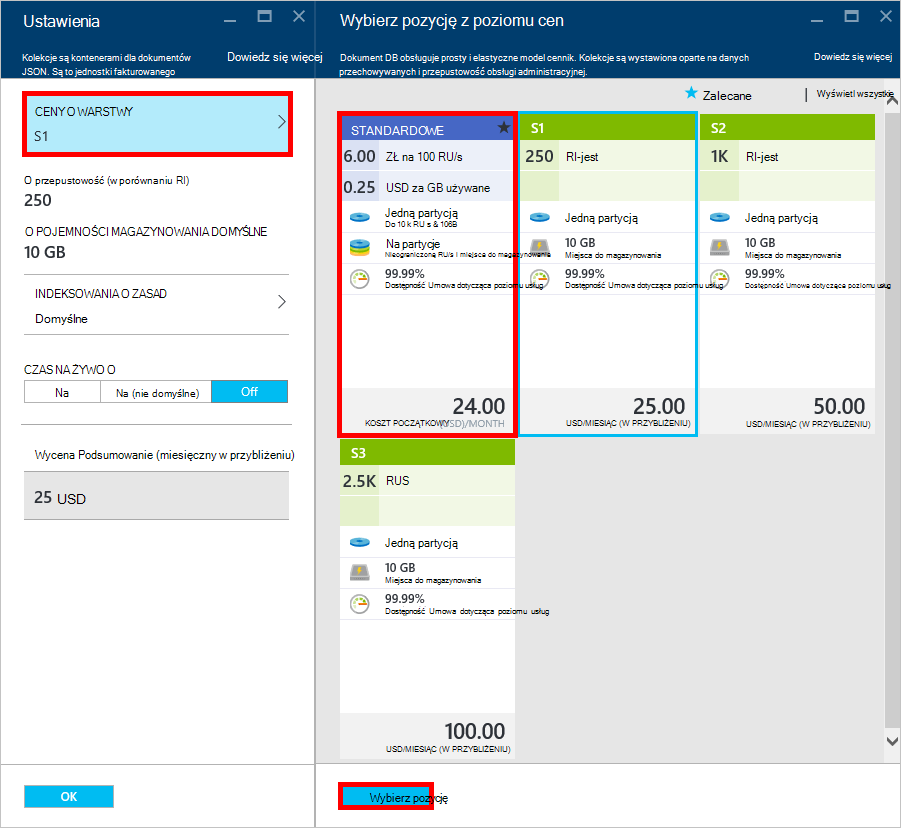 Ustawienia
Kolekcje są kontenerami dla dokumentów
JSON. Są to jednostki fakturowanego
Dowiedz się więcej
CENY O WARSTWY
S1
O przepustowość (w porównaniu RI)
250
O POJEMNOŚCI MAGAZYNOWANIA DOMYŚLNE
10 GB
INDEKSOWANIA O ZASAD
Domyślne
CZAS NA ŻYWO O
Na
Na (nie domyślne)
Off
Wycena Podsumowanie (miesięczny w przybliżeniu)
25 USD
OK
Wybierz pozycję z poziomu cen
Dokument DB obsługuje prosty i elastyczne model cennik. Kolekcje są wystawiona oparte na danych
przechowywanych i przepustowość obsługi administracyjnej.
Dowiedz się więcej
Zalecane
Wyświetl wszystkie
STANDARDOWE
6.00 ZŁ na 100 RU/s
0.25 USD za GB używane
Jedną partycją
Do 10 k RU s & 106B
Na partycje
Nieograniczoną RU/s i miejsce do magazynowania
99.99%
Dostępność Umowa dotycząca poziomu usług
24.00
KOSZT POCZĄTKOWY (USD)/MONTH
S1
250 RI-jest
Jedną partycją
10 GB
Miejsca do magazynowania
99.99%
Dostępność Umowa dotycząca poziomu usług
25.00
USD/MIESIĄC (W PRZYBLIŻENIU)
S2
1K RI-jest
Jedną partycją
10 GB
Miejsca do magazynowania
99.99%
Dostępność Umowa dotycząca poziomu usług
50.00
USD/MIESIĄC (W PRZYBLIŻENIU)
S3
2.5K RUS
Jedną partycją
10 GB
Miejsca do magazynowania
99.99%
Dostępność Umowa dotycząca poziomu usług
100.00
USD/MIESIĄC (W PRZYBLIŻENIU)
Wybierz pozycję